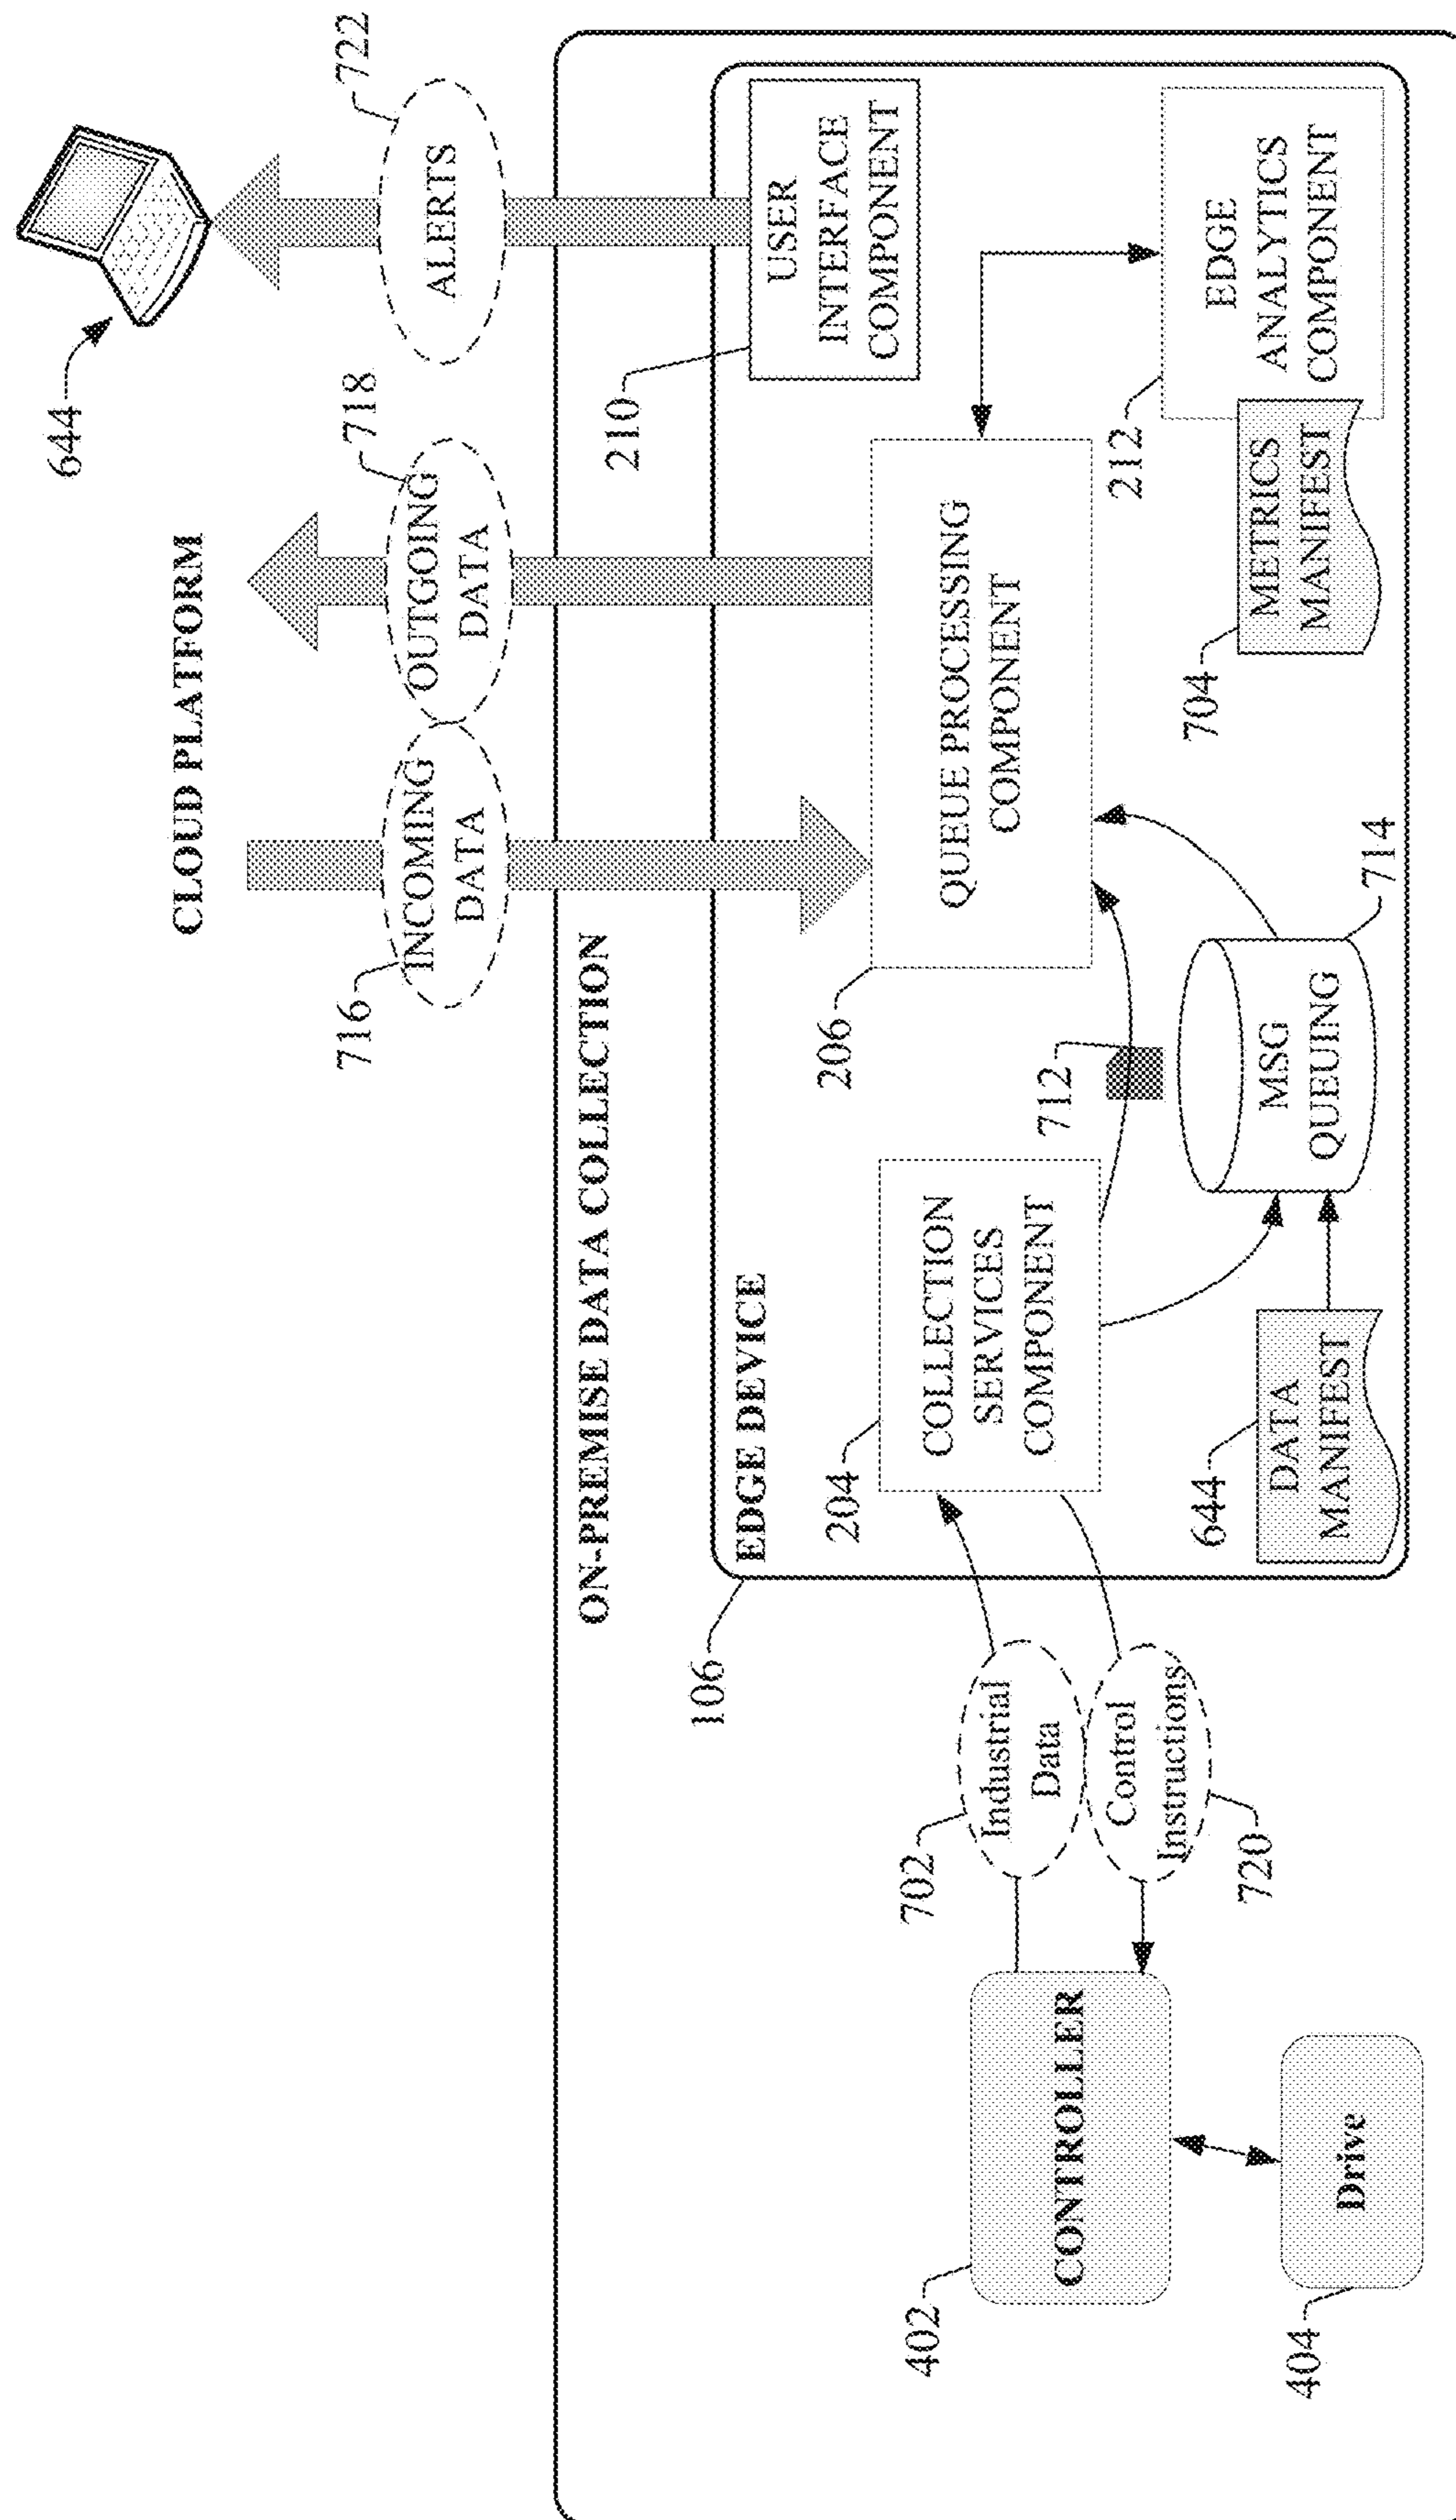 644
CLOUD PLATFORM
716
INCOMING
DATA
OUTGOING
DATA
718
ALERTS
722
ON-PREMISE DATA COLLECTION
106
EDGE DEVICE
210
USER
INTERFACE
COMPONENT
204
COLLECTION
SERVICES
COMPONENT
206
QUEUE PROCESSING
COMPONENT
212
EDGE
ANALYTICS
COMPONENT
704
METRICS
MANIFEST
712
MSG
QUEUING
714
644
DATA
MANIFEST
702
Industrial
Data
Control
Instructions
720
402
CONTROLLER
404
Drive